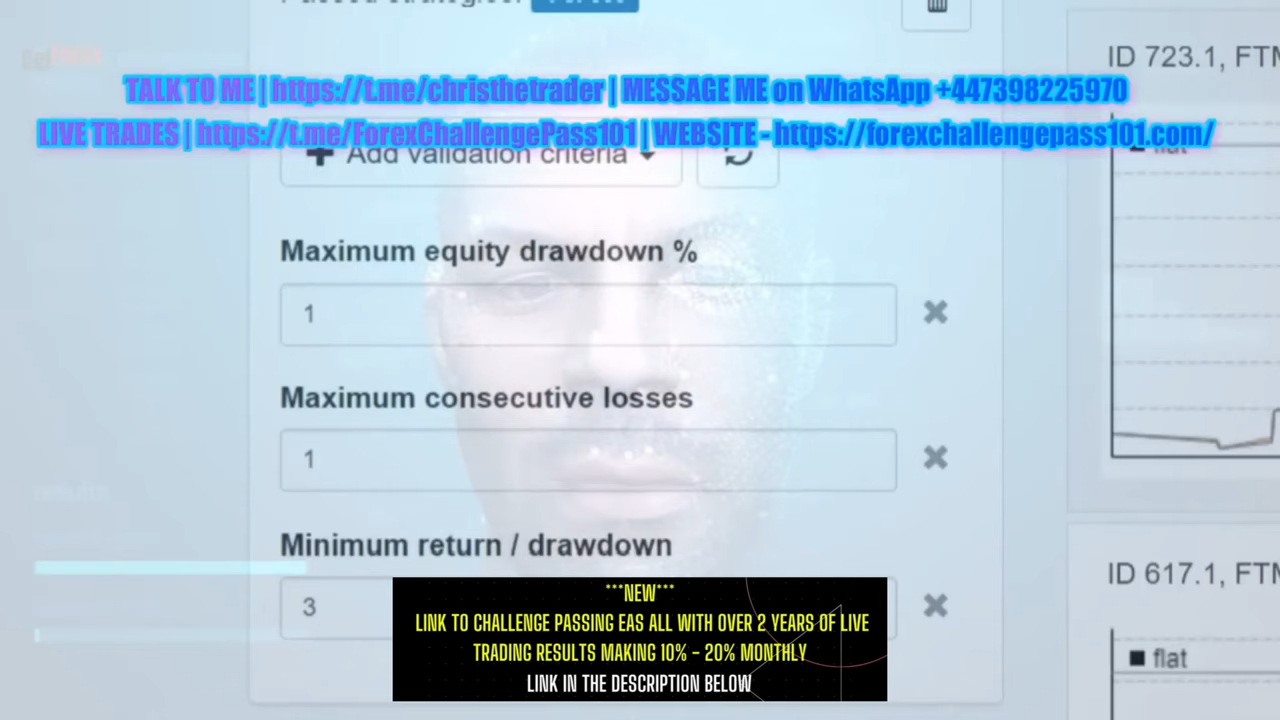 TALK TO ME | https://t.me/christhetrader | MESSAGE ME on WhatsApp +447398225970
LIVE TRADES | https://t.me/ForexChallengePass101 | WEBSITE - https://forexchallengepass101.com/
ID 723.1, FTM
flat
Add validation criteria
Maximum equity drawdown %
1
Maximum consecutive losses
1
Minimum return / drawdown
3
ID 617.1, FTM
flat
***NEW***
LINK TO CHALLENGE PASSING EAS ALL WITH OVER 2 YEARS OF LIVE
TRADING RESULTS MAKING 10% - 20% MONTHLY
LINK IN THE DESCRIPTION BELOW